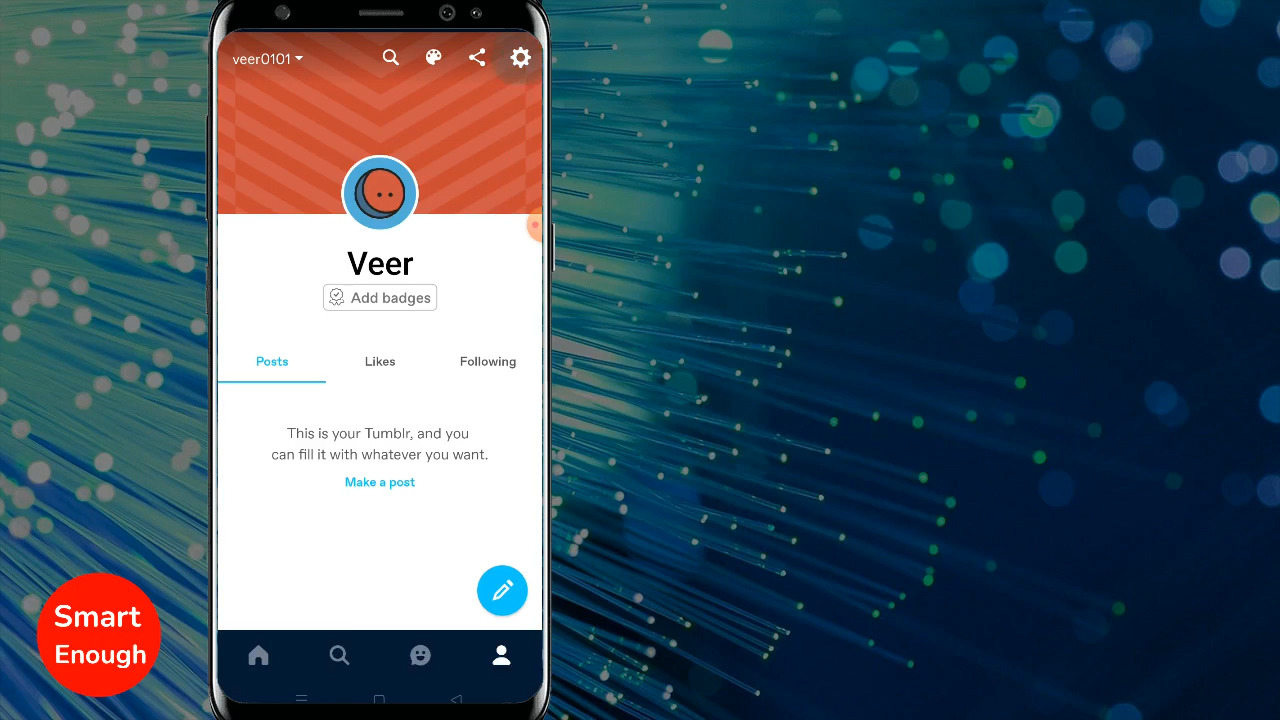 veer0101
Veer
Add badges
Posts
Likes
Following
This is your Tumblr, and you
can fill it with whatever you want.
Make a post
Smart
Enough